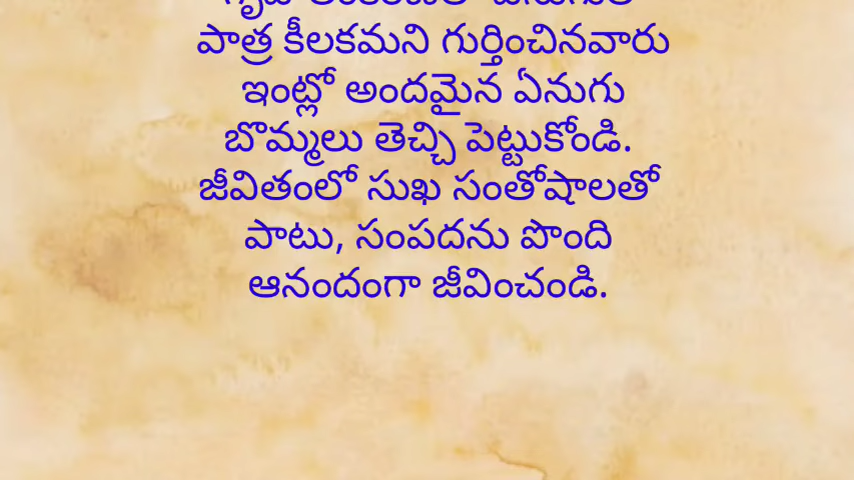 పాత్ర కీలకమని గుర్తించినవారు
ఇంట్లో అందమైన ఏనుగు
బొమ్మలు తెచ్చి పెట్టుకోండి.
జీవితంలో సుఖ సంతోషాలతో
పాటు, సంపదను పొంది
ఆనందంగా జీవించండి.